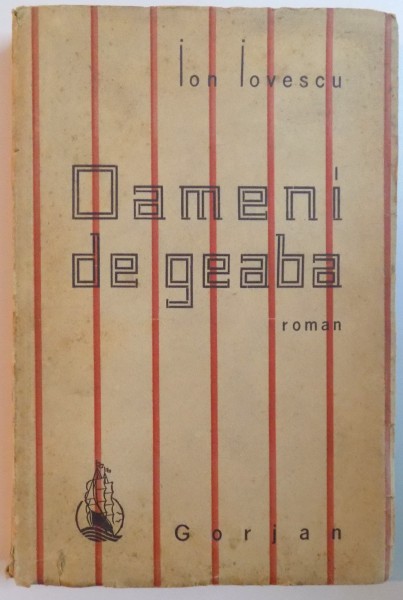 Ion Iovescu
Oameni
de geaba
roman
Gorjan